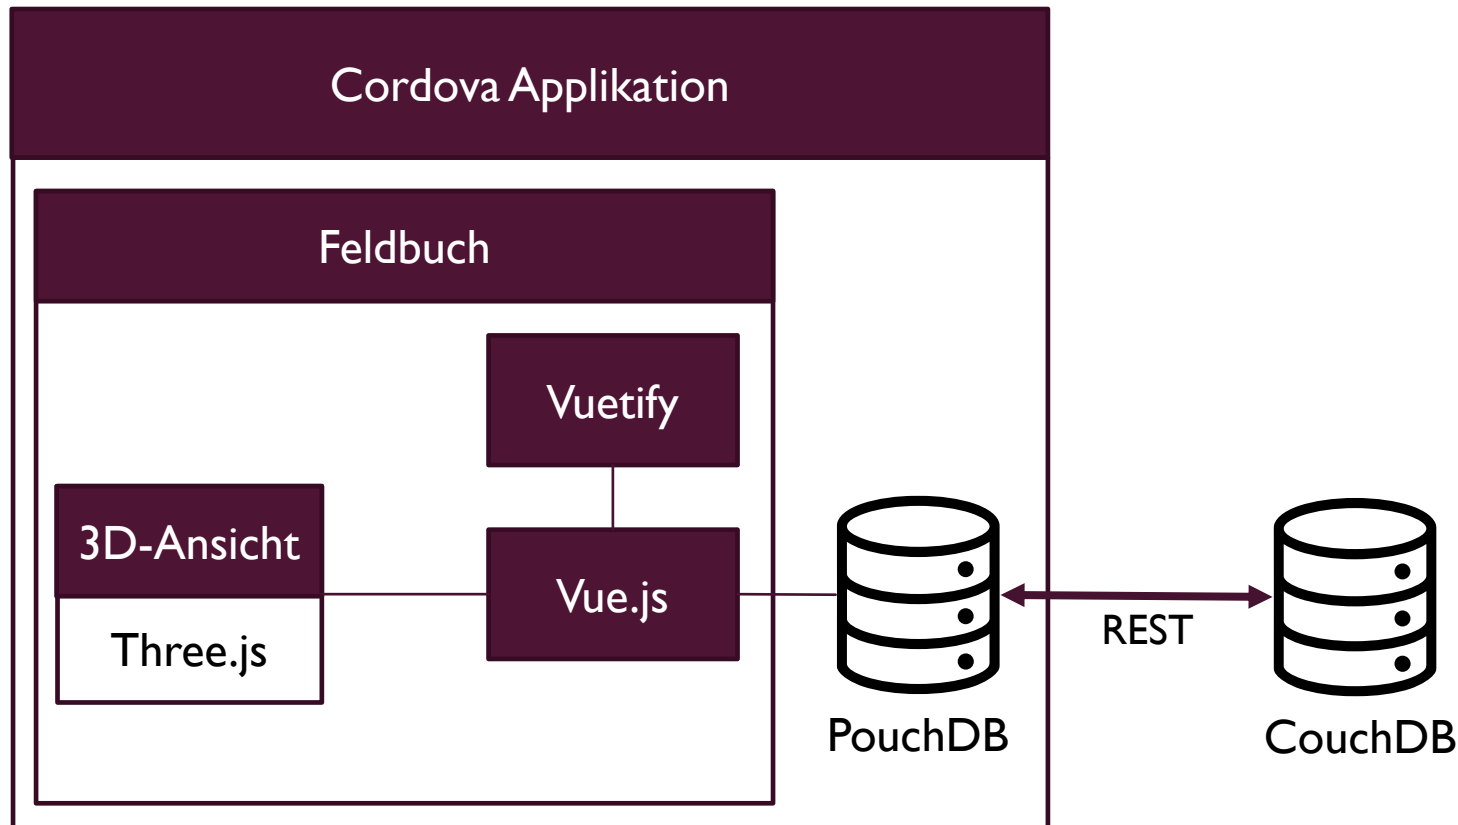 Cordova Applikation
Feldbuch
Vuetify
3D-Ansicht
Three.js
Vue.js
PouchDB
REST
CouchDB